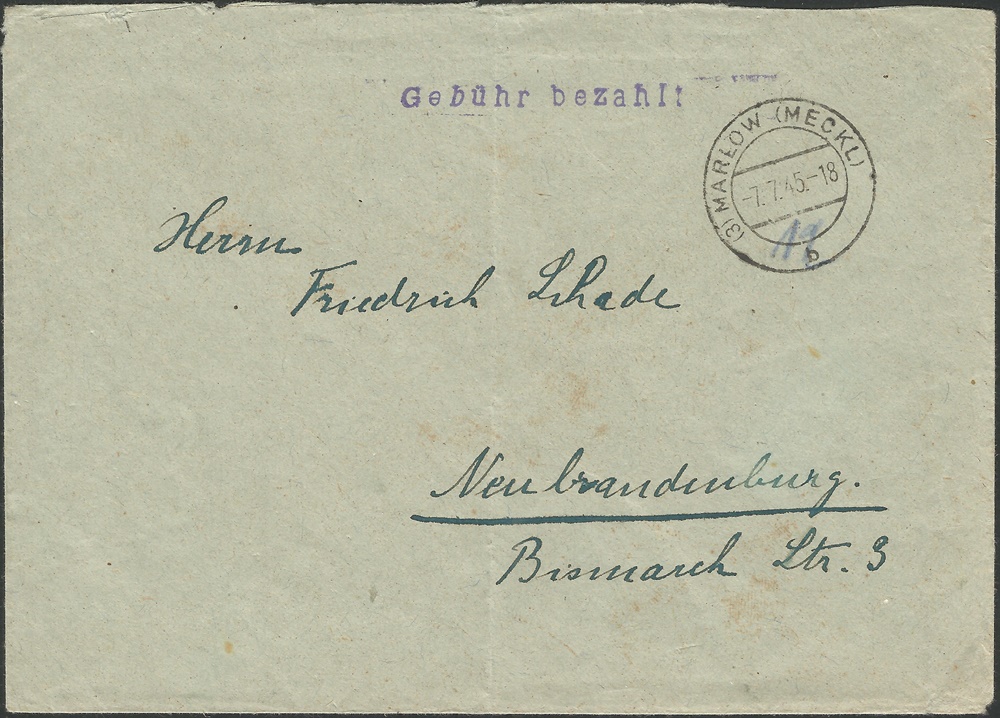 Gebühr bezahlt
(3) MARLOW (MECKL)
-7.7.45.-18
b
Herrn
Friedrich Schade
Neubrandenburg.
Bismarck Str. 3